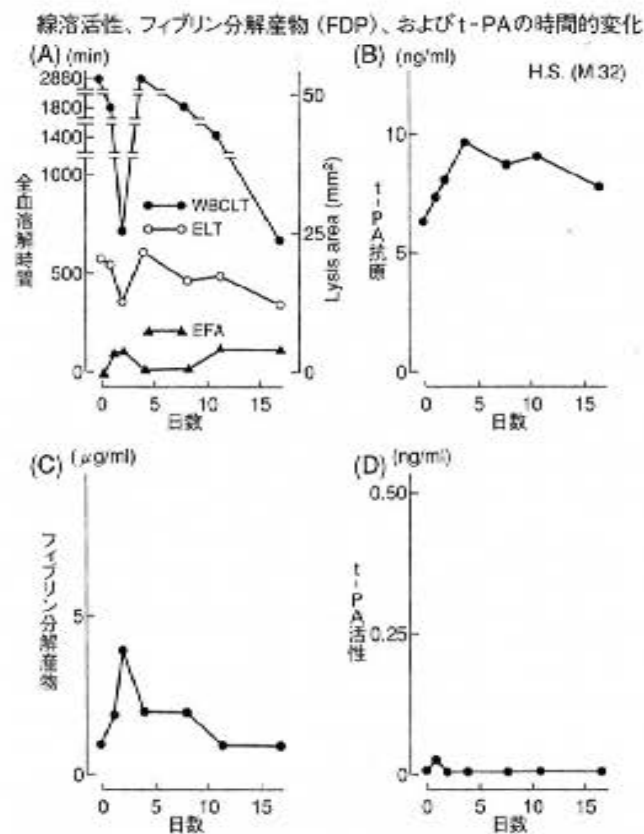 線溶活性、フィブリン分解産物 (FDP)、およびt-PAの時間的変化
(A) (min)
2880
1800
1400
1000
500
0
全血溶解時間
WBCLT
ELT
EFA
50
25
0
Lysis area (mm²)
0 5 10 15
日数
(B) (ng/ml)
H.S. (M.32)
10
5
0
t-PA抗原
0 5 10 15
日数
(C) (μg/ml)
5
0
フィブリン分解産物
0 5 10 15
日数
(D) (ng/ml)
0.50
0.25
0
t-PA活性
0 5 10 15
日数